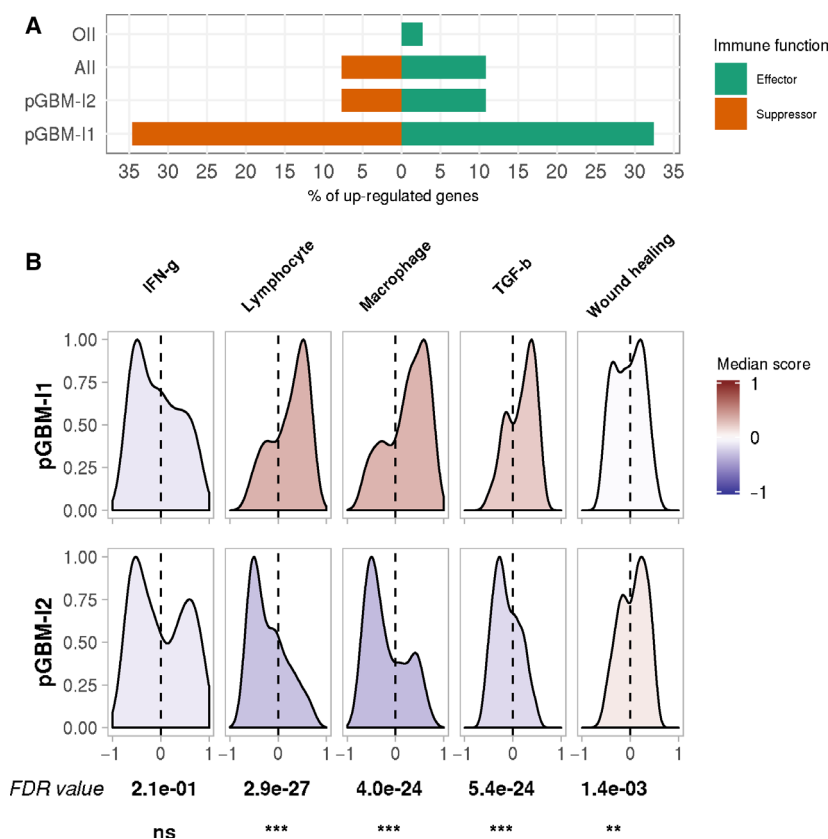 A
OII
AII
pGBM-I2
pGBM-I1
35 30 25 20 15 10 5 0 5 10 15 20 25 30 35
% of up-regulated genes
Immune function
Effector
Suppressor
B
IFN-g
Lymphocyte
Macrophage
TGF-b
Wound healing
pGBM-I1
1.00
0.75
0.50
0.25
0.00
Median score
1
0
−1
pGBM-I2
1.00
0.75
0.50
0.25
0.00
−1 0 1 0 1 0 1 0 1 0 1
FDR value 2.1e-01 2.9e-27 4.0e-24 5.4e-24 1.4e-03
ns *** *** *** **